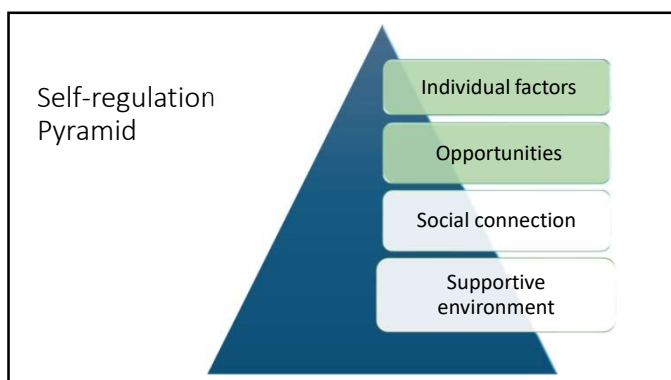 Self-regulation
Pyramid
Individual factors
Opportunities
Social connection
Supportive
environment